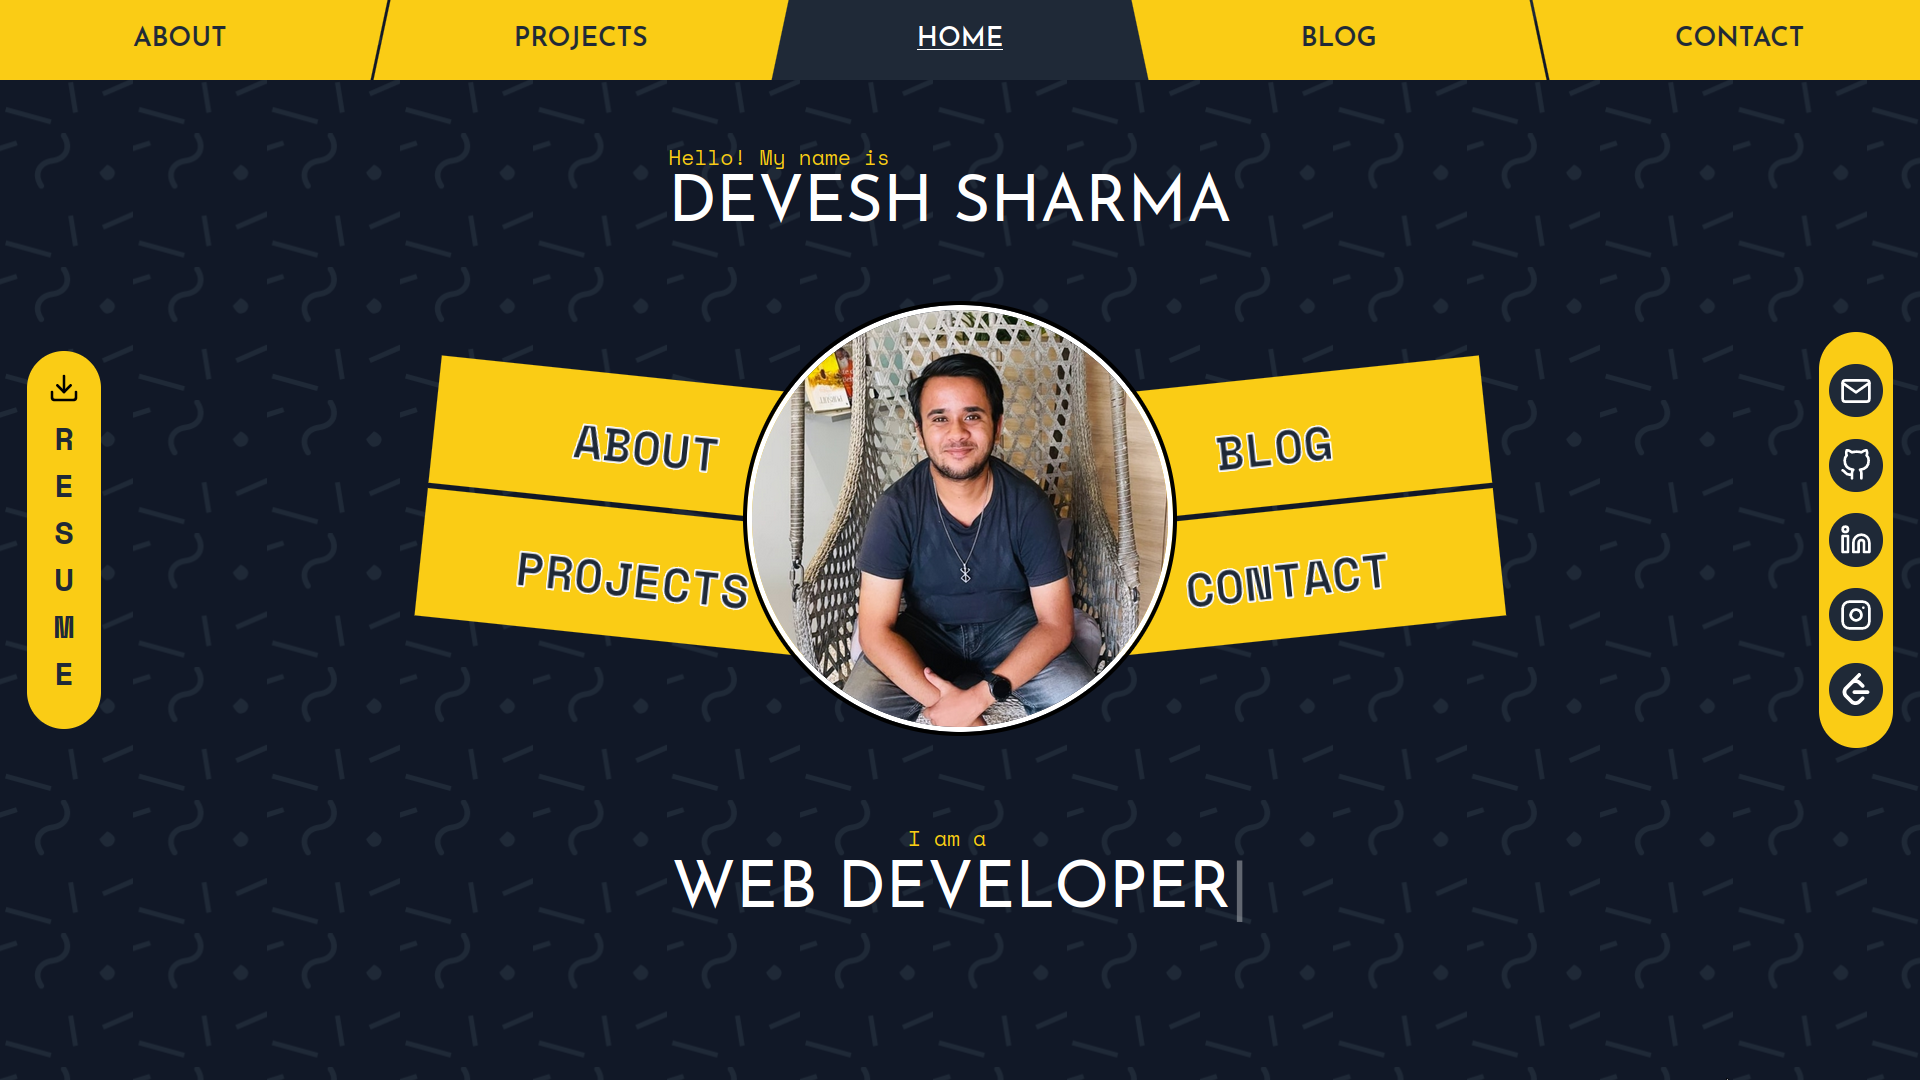 ABOUT
PROJECTS
HOME
BLOG
CONTACT
Hello! My name is
DEVESH SHARMA
RESUME
ABOUT
PROJECTS
BLOG
CONTACT
I am a
WEB DEVELOPER